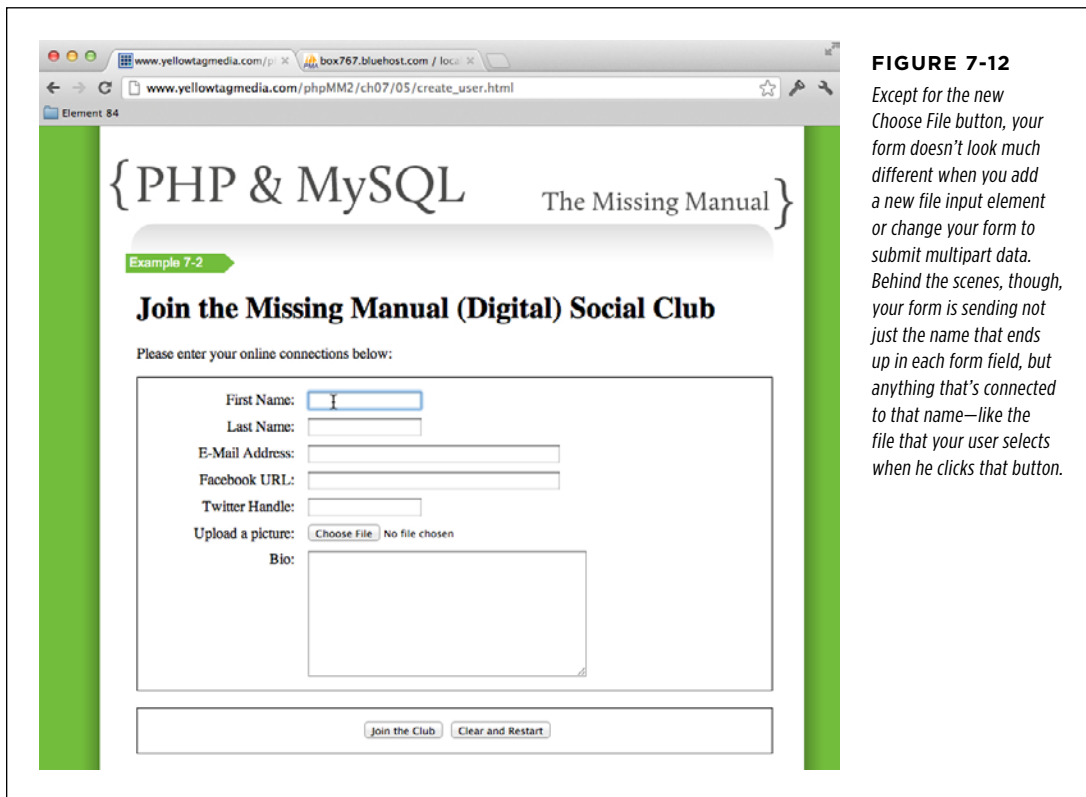 www.yellowtagmedia.com/p
box767.bluehost.com / loca
www.yellowtagmedia.com/phpMM2/ch07/05/create_user.html
Element 84
{PHP & MySQL The Missing Manual}
Example 7-2
Join the Missing Manual (Digital) Social Club
Please enter your online connections below:
First Name:
Last Name:
E-Mail Address:
Facebook URL:
Twitter Handle:
Upload a picture: Choose File No file chosen
Bio:
Join the Club Clear and Restart
FIGURE 7-12
Except for the new
Choose File button, your
form doesn't look much
different when you add
a new file input element
or change your form to
submit multipart data.
Behind the scenes, though,
your form is sending not
just the name that ends
up in each form field, but
anything that's connected
to that name—like the
file that your user selects
when he clicks that button.